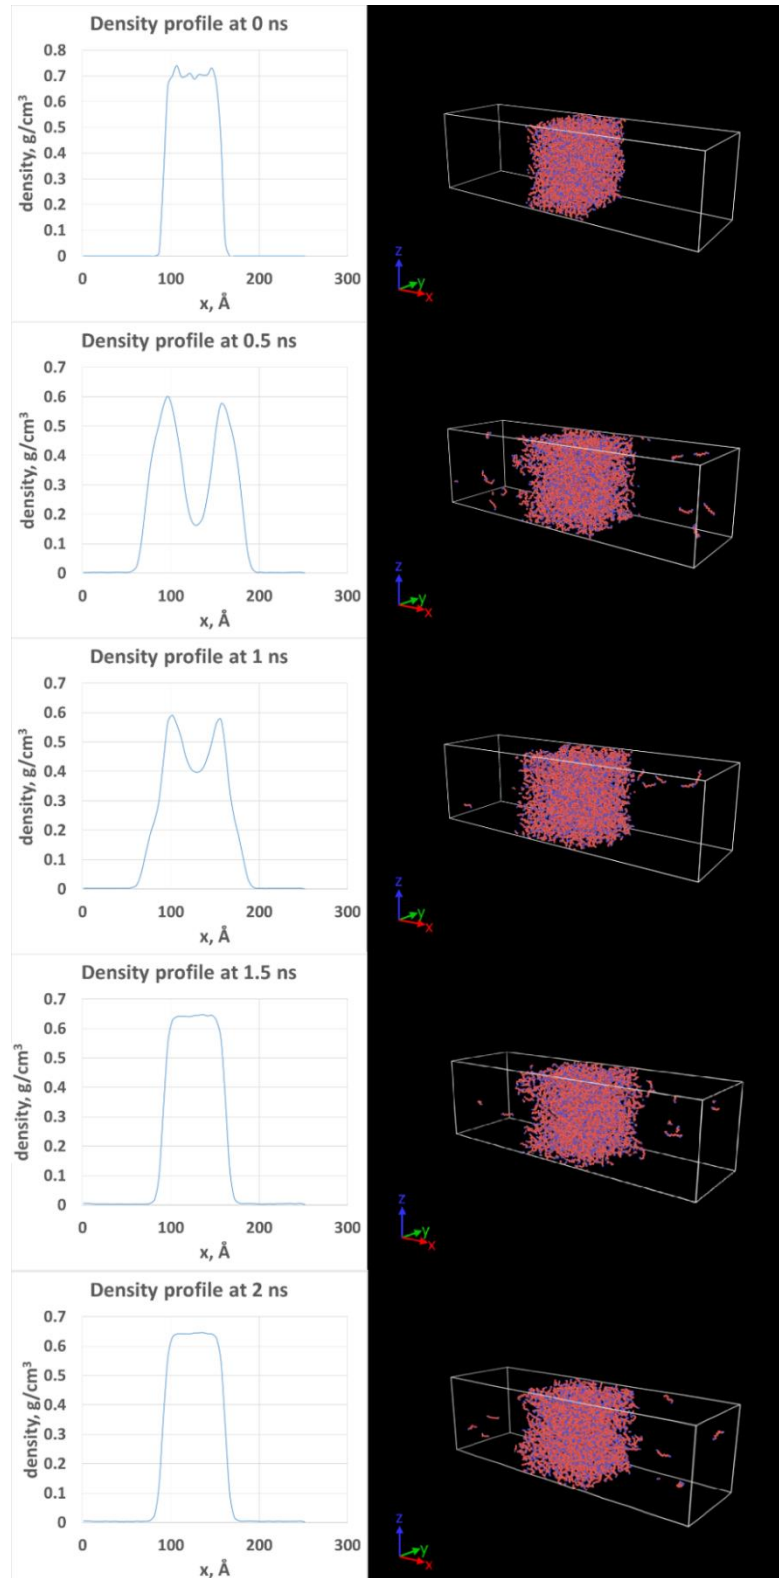 Density profile at 0 ns
density, g/cm³
0.8
0.7
0.6
0.5
0.4
0.3
0.2
0.1
0
0 100 200 300
x, Å
z
y
x
Density profile at 0.5 ns
density, g/cm³
0.7
0.6
0.5
0.4
0.3
0.2
0.1
0
0 100 200 300
x, Å
z
y
x
Density profile at 1 ns
density, g/cm³
0.7
0.6
0.5
0.4
0.3
0.2
0.1
0
0 100 200 300
x, Å
z
y
x
Density profile at 1.5 ns
density, g/cm³
0.7
0.6
0.5
0.4
0.3
0.2
0.1
0
0 100 200 300
x, Å
z
y
x
Density profile at 2 ns
density, g/cm³
0.7
0.6
0.5
0.4
0.3
0.2
0.1
0
0 100 200 300
x, Å
z
y
x